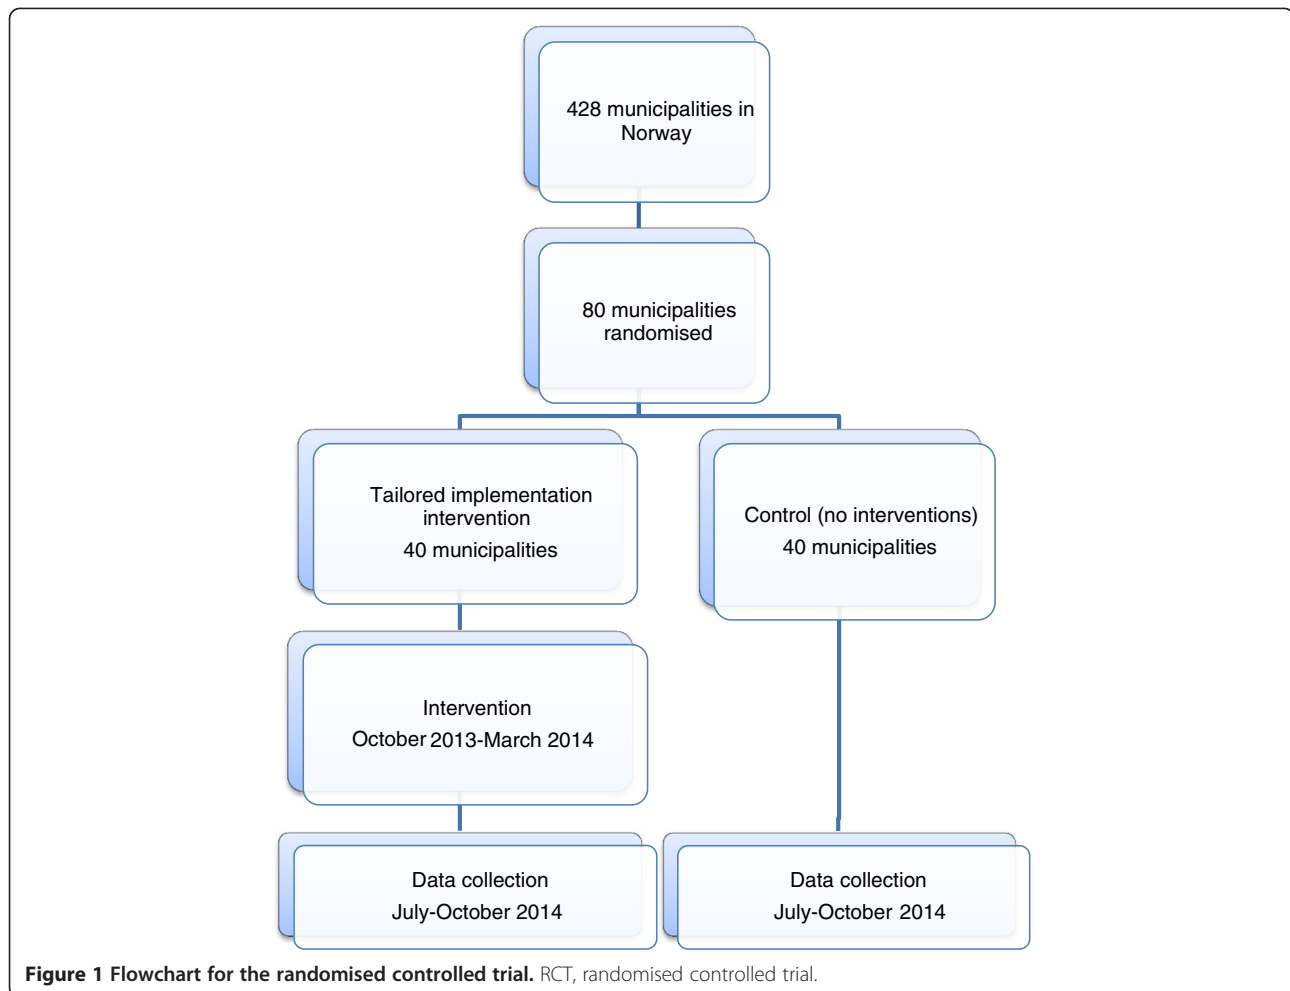 428 municipalities in
Norway
80 municipalities
randomised
Tailored implementation
intervention
40 municipalities
Control (no interventions)
40 municipalities
Intervention
October 2013-March 2014
Data collection
July-October 2014
Data collection
July-October 2014
Figure 1 Flowchart for the randomised controlled trial. RCT, randomised controlled trial.